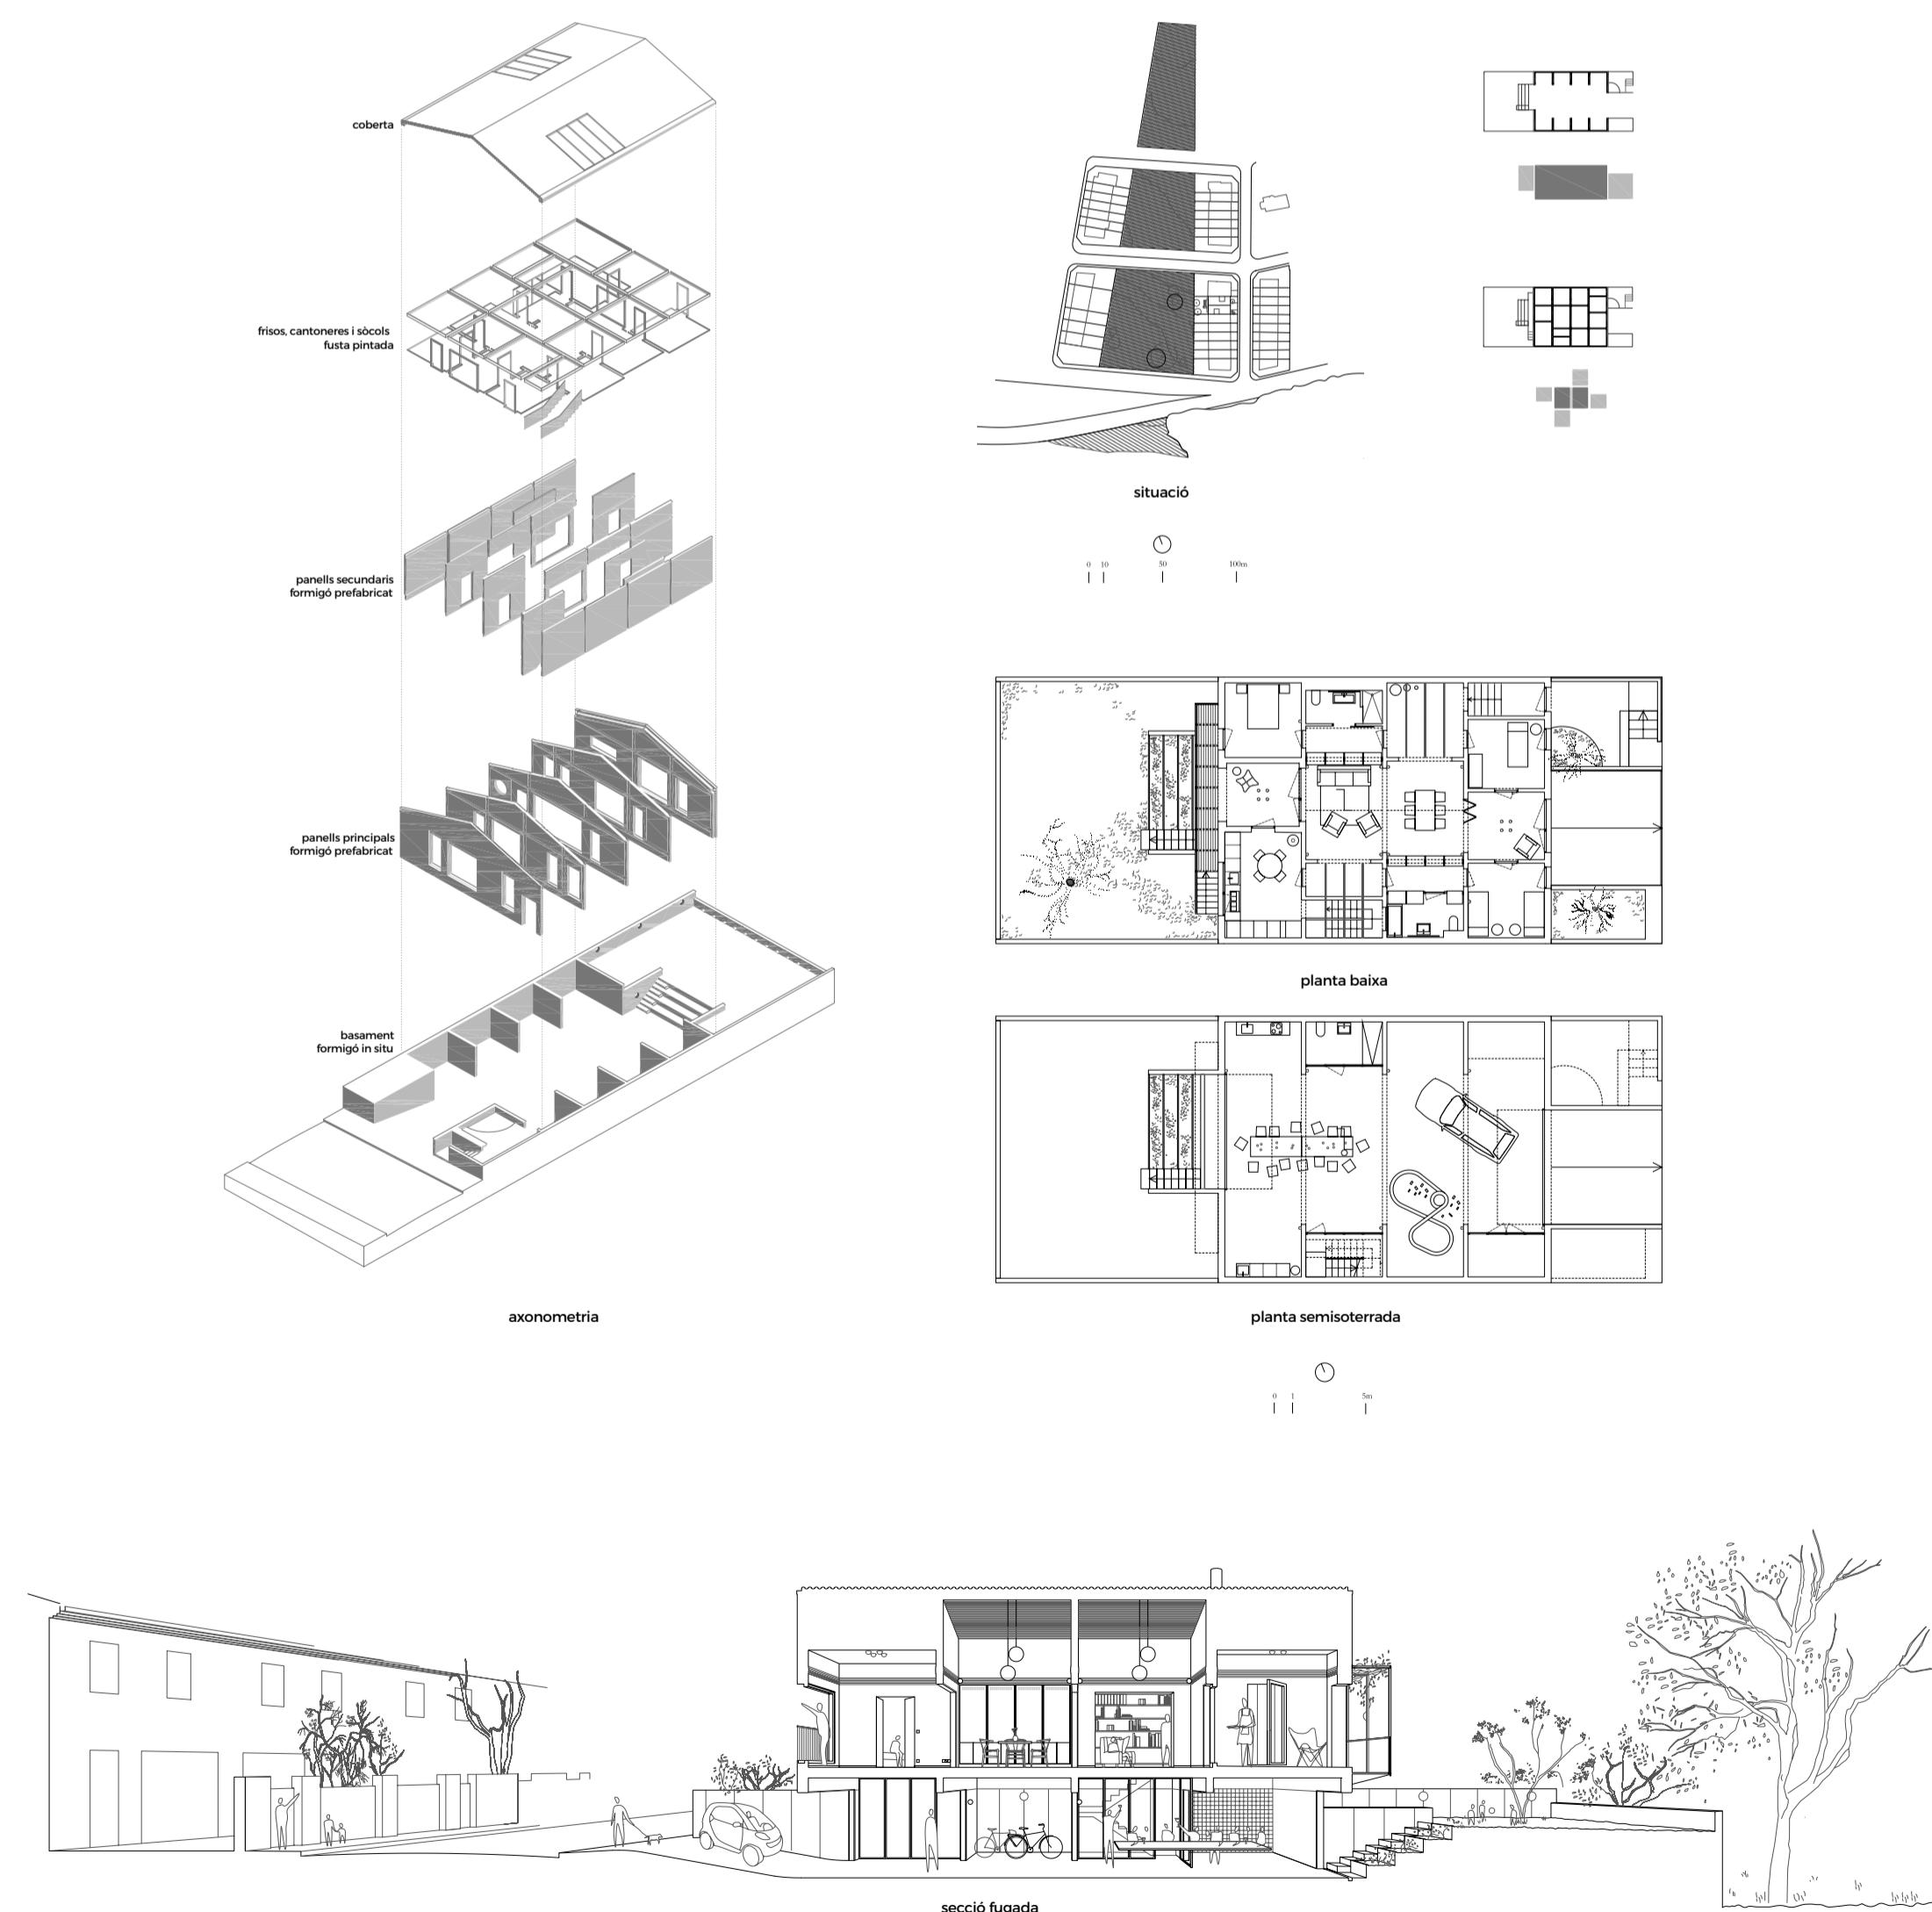 coberta
frisos, cantoneres i sòcols
fusta pintada
panells secundaris
formigó prefabricat
panells principals
formigó prefabricat
basament
formigó in situ
axonometria
situació
0 10 50 100m
planta baixa
planta semisoterrada
0 1 5m
secció fugada